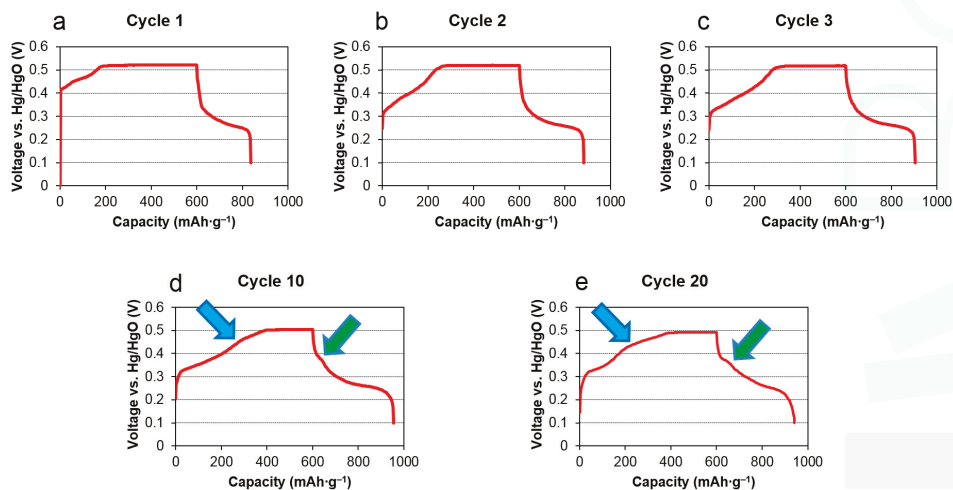 a Cycle 1
Voltage vs. Hg/HgO (V)
0.6
0.5
0.4
0.3
0.2
0.1
0
0 200 400 600 800 1000
Capacity (mAh·g⁻¹)
b Cycle 2
Voltage vs. Hg/HgO (V)
0.6
0.5
0.4
0.3
0.2
0.1
0
0 200 400 600 800 1000
Capacity (mAh·g⁻¹)
c Cycle 3
Voltage vs. Hg/HgO (V)
0.6
0.5
0.4
0.3
0.2
0.1
0
0 200 400 600 800 1000
Capacity (mAh·g⁻¹)
d Cycle 10
Voltage vs. Hg/HgO (V)
0.6
0.5
0.4
0.3
0.2
0.1
0
0 200 400 600 800 1000
Capacity (mAh·g⁻¹)
e Cycle 20
Voltage vs. Hg/HgO (V)
0.6
0.5
0.4
0.3
0.2
0.1
0
0 200 400 600 800 1000
Capacity (mAh·g⁻¹)